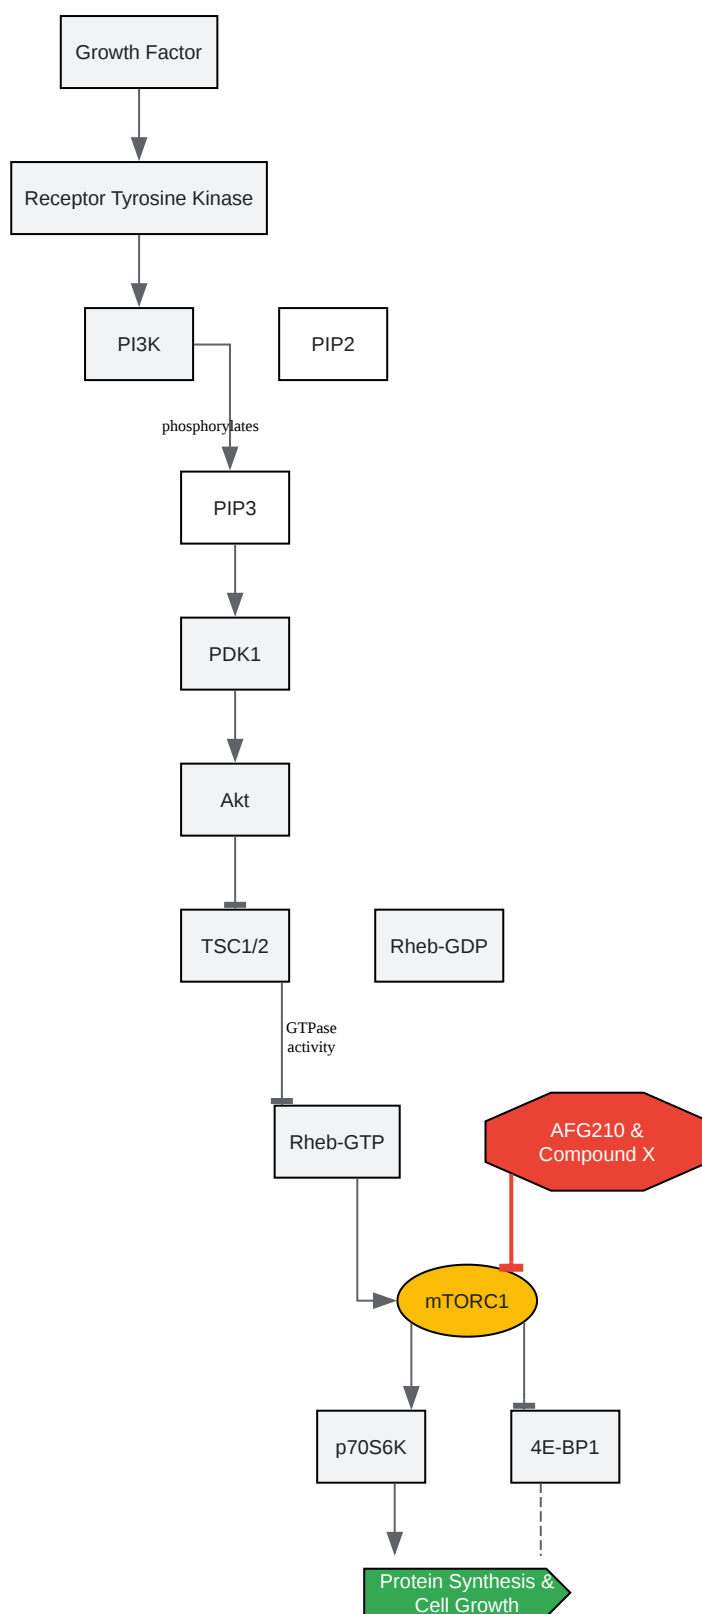 Growth Factor
Receptor Tyrosine Kinase
PI3K
PIP2
phosphorylates
PIP3
PDK1
Akt
TSC1/2
Rheb-GDP
GTPase
activity
Rheb-GTP
AFG210 &
Compound X
mTORC1
p70S6K
4E-BP1
Protein Synthesis &
Cell Growth